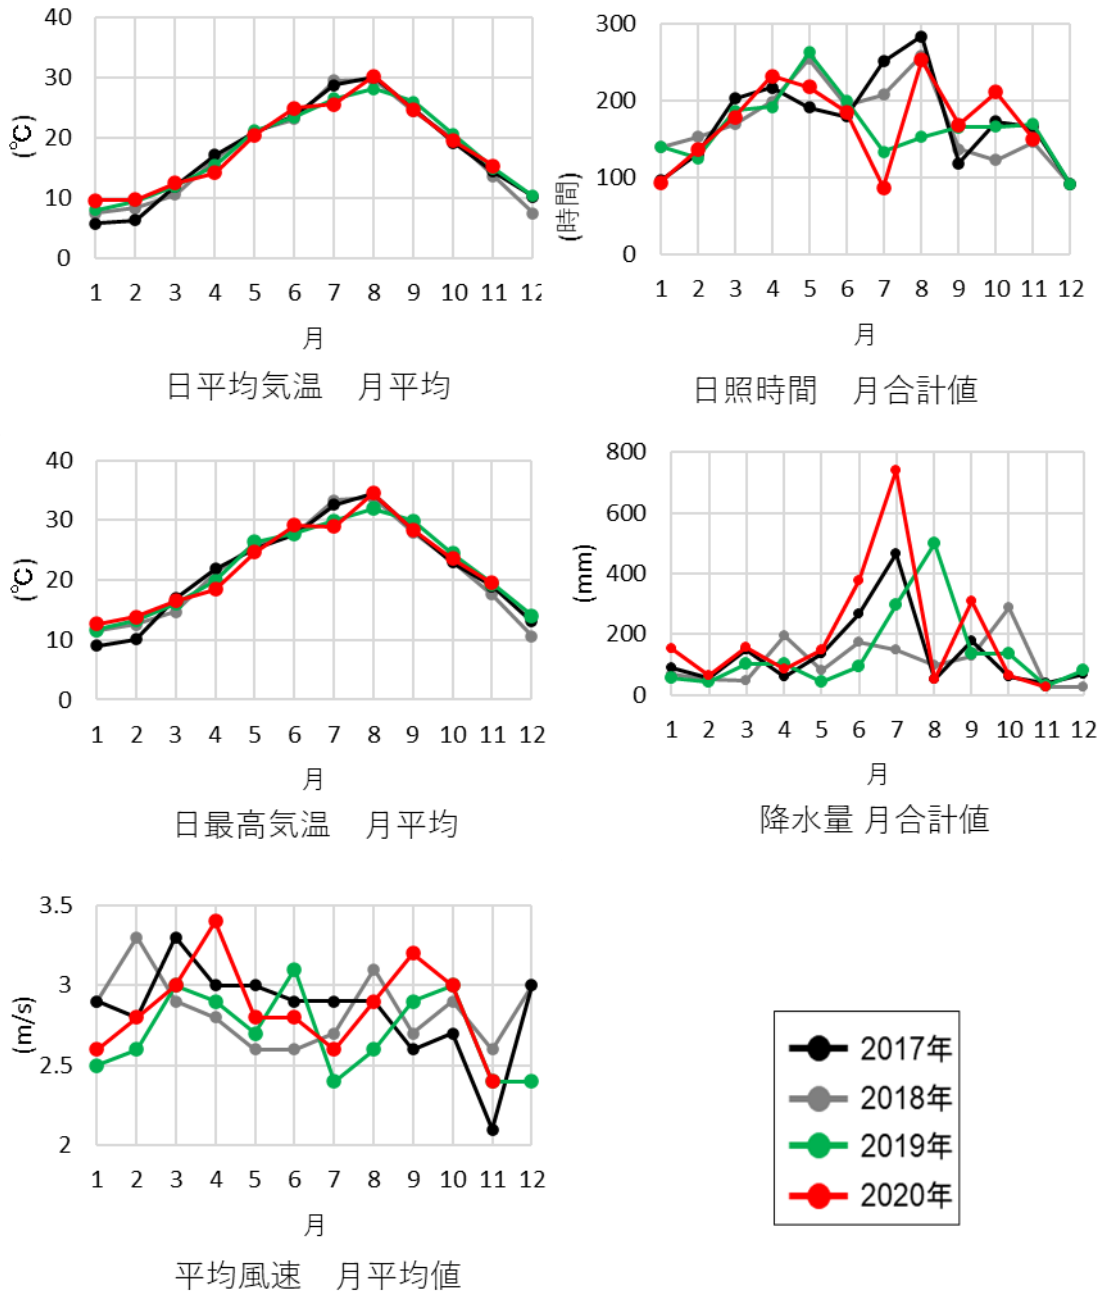 40
30
20
10
0
(℃)
1 2 3 4 5 6 7 8 9 10 11 12
月
日平均気温　月平均
300
200
100
0
(時間)
1 2 3 4 5 6 7 8 9 10 11 12
月
日照時間　月合計値
40
30
20
10
0
(℃)
1 2 3 4 5 6 7 8 9 10 11 12
月
日最高気温　月平均
800
600
400
200
0
(mm)
1 2 3 4 5 6 7 8 9 10 11 12
月
降水量 月合計値
3.5
3
2.5
2
(m/s)
1 2 3 4 5 6 7 8 9 10 11 12
月
平均風速　月平均値
2017年
2018年
2019年
2020年